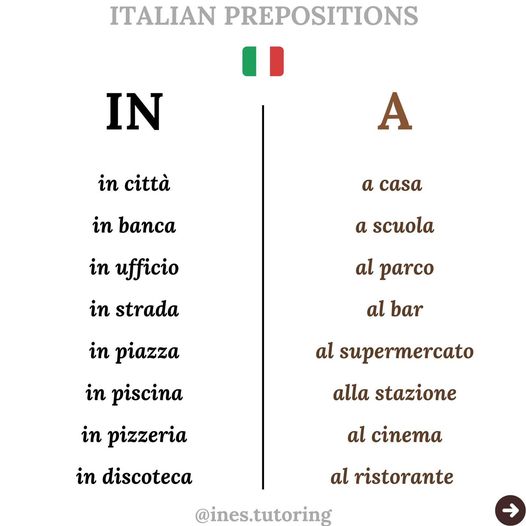 ITALIAN PREPOSITIONS
IN
in città
in banca
in ufficio
in strada
in piazza
in piscina
in pizzeria
in discoteca
A
a casa
a scuola
al parco
al bar
al supermercato
alla stazione
al cinema
al ristorante
@ines.tutoring